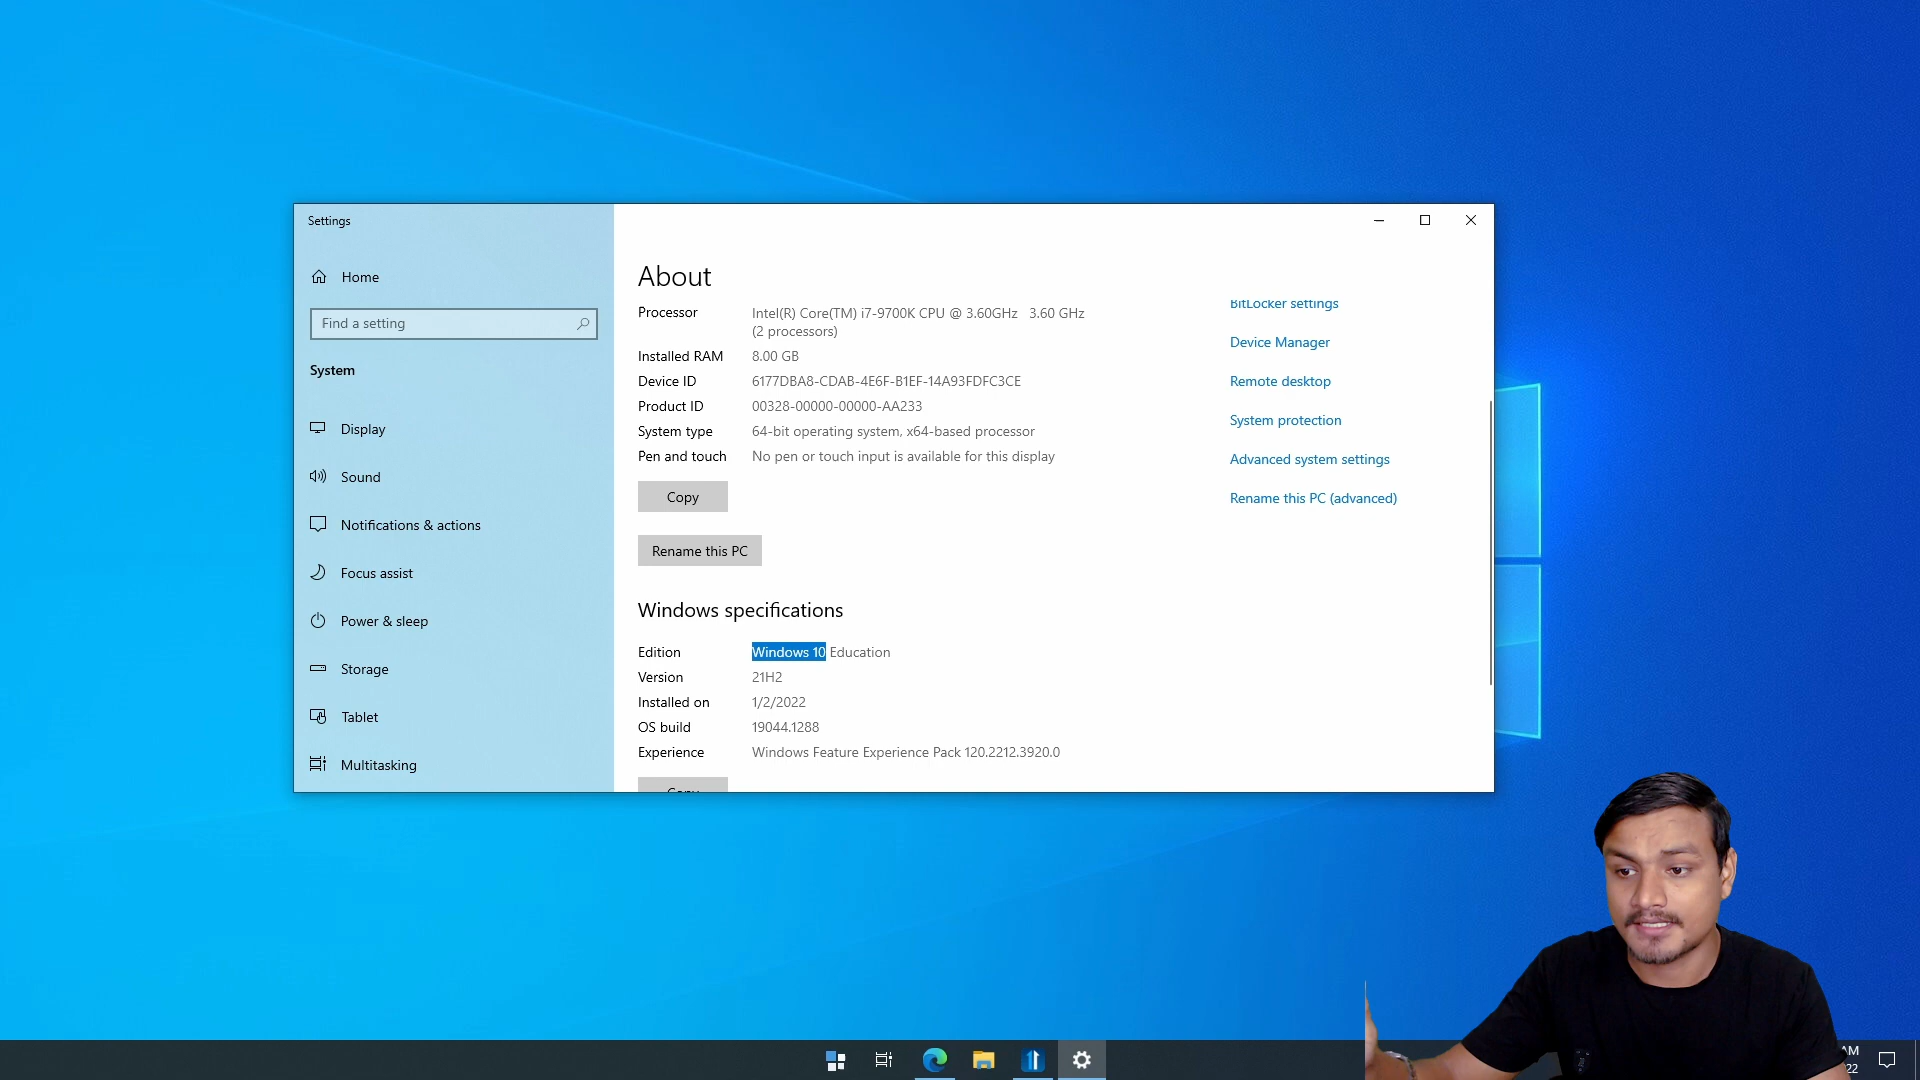 Settings
Home
Find a setting
System
Display
Sound
Notifications & actions
Focus assist
Power & sleep
Storage
Tablet
Multitasking
About
Processor Intel(R) Core(TM) i7-9700K CPU @ 3.60GHz 3.60 GHz
(2 processors)
Installed RAM 8.00 GB
Device ID 6177DBA8-CDAB-4E6F-B1EF-14A93FDFC3CE
Product ID 00328-00000-00000-AA233
System type 64-bit operating system, x64-based processor
Pen and touch No pen or touch input is available for this display
Copy
Rename this PC
Windows specifications
Edition Windows 10 Education
Version 21H2
Installed on 1/2/2022
OS build 19044.1288
Experience Windows Feature Experience Pack 120.2212.3920.0
Copy
BitLocker settings
Device Manager
Remote desktop
System protection
Advanced system settings
Rename this PC (advanced)
11
AM
22